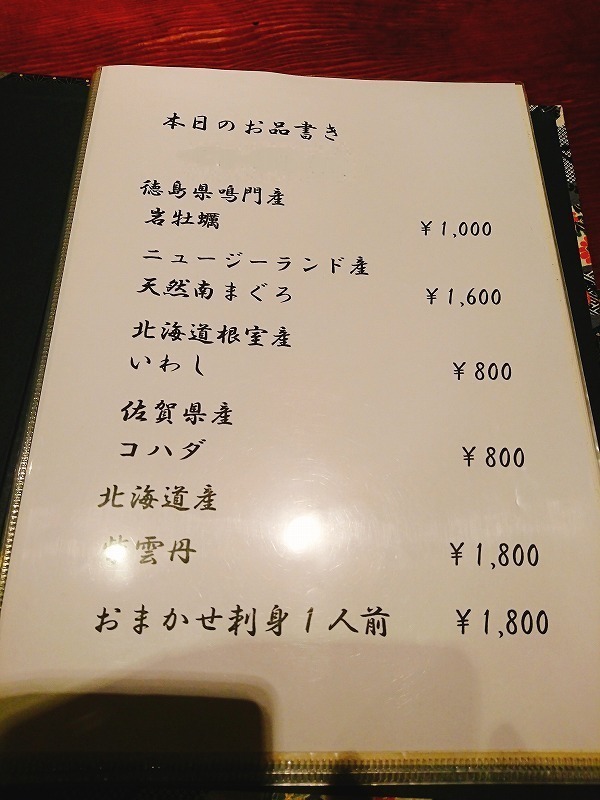 本日のお品書き
徳島県鳴門産
岩牡蠣 ￥1,000
ニュージーランド産
天然南まぐろ ￥1,600
北海道根室産
いわし ￥800
佐賀県産
コハダ ￥800
北海道産
紫雲丹 ￥1,800
おまかせ刺身１人前 ￥1,800